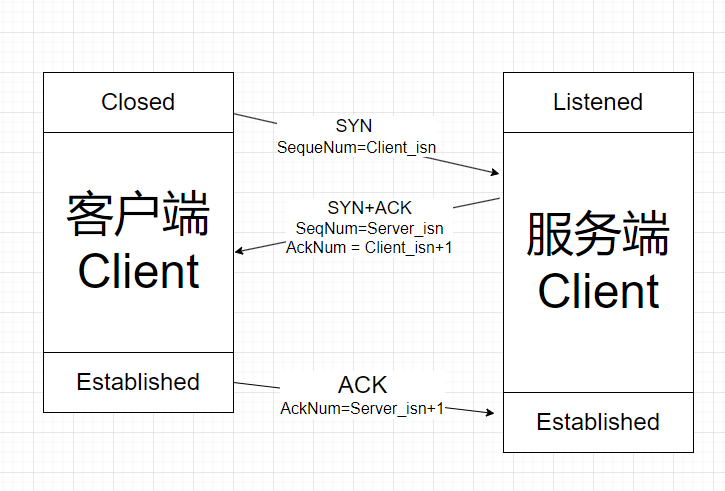 Closed
客户端
Client
Established
SYN
SequeNum=Client_isn
SYN+ACK
SeqNum=Server_isn
AckNum = Client_isn+1
ACK
AckNum=Server_isn+1
Listened
服务端
Client
Established